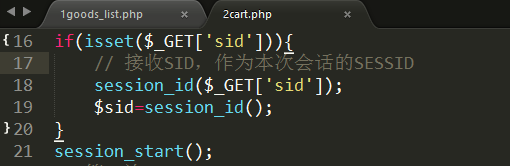 1goods_list.php × 2cart.php ×
16 if(isset($_GET['sid'])){
17 // 接收SID，作为本次会话的SESSID
18 session_id($_GET['sid']);
19 $sid=session_id();
20 }
21 session_start();